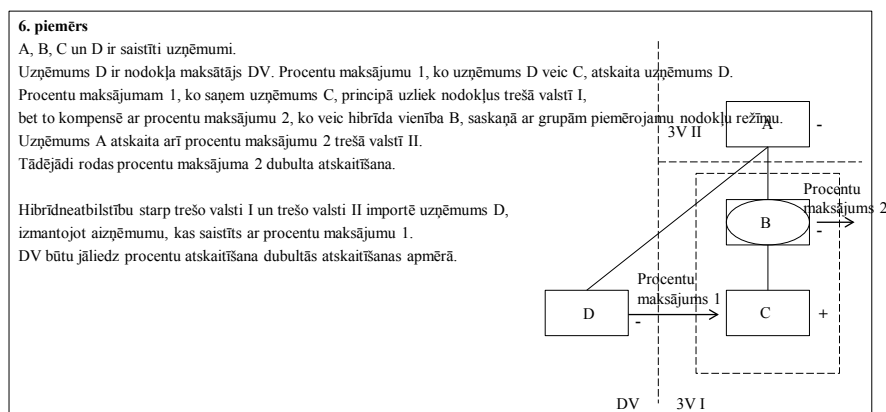 6. piemērs
A, B, C un D ir saistīti uzņēmumi.
Uzņēmums D ir nodokļa maksātājs DV. Procentu maksājumu 1, ko uzņēmums D veic C, atskaita uzņēmums D.
Procentu maksājumam 1, ko saņem uzņēmums C, principā uzliek nodokļus trešā valstī I,
bet to kompensē ar procentu maksājumu 2, ko veic hibrīda vienība B, saskaņā ar grupām piemērojamu nodokļu režīmu.
Uzņēmums A atskaita arī procentu maksājumu 2 trešā valstī II.
Tādējādi rodas procentu maksājuma 2 dubulta atskaitīšana.
Hibrīdneatbilstību starp trešo valsti I un trešo valsti II importē uzņēmums D,
izmantojot aizņēmumu, kas saistīts ar procentu maksājumu 1.
DV būtu jāliedz procentu atskaitīšana dubultās atskaitīšanas apmērā.
3V II
A
-
Procentu
maksājums 2
B
-
Procentu
maksājums 1
D
-
C
+
DV
3V I